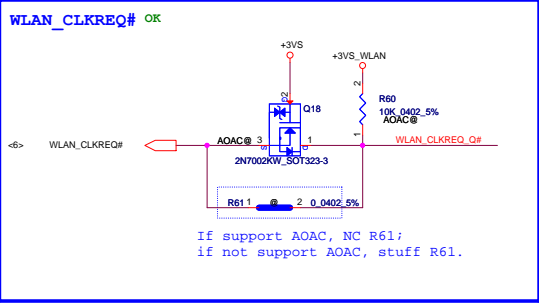 WLAN_CLKREQ# OK
+3VS
+3VS_WLAN
2
2
Q18
R60
10K_0402_5%
AOAC@
<6> WLAN_CLKREQ#
AOAC@ 3 1
1
WLAN_CLKREQ_Q#
S D
2N7002KW_SOT323-3
R61 1 @ 2 0_0402_5%
If support AOAC, NC R61;
if not support AOAC, stuff R61.